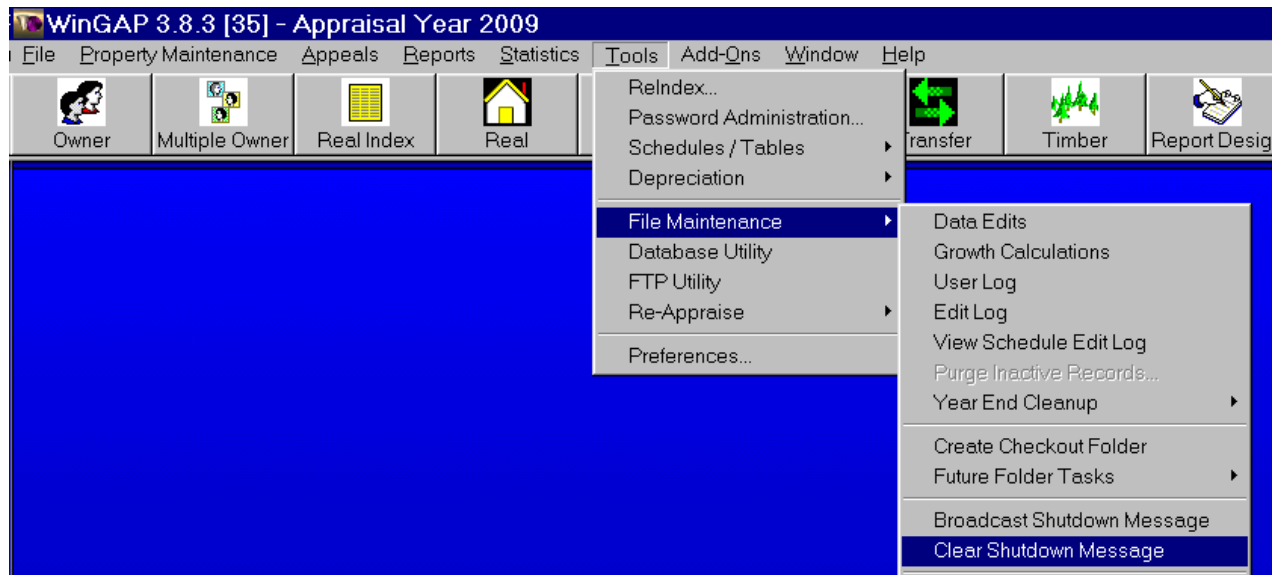 WinGAP 3.8.3 [35] - Appraisal Year 2009
File Property Maintenance Appeals Reports Statistics Tools Add-Ons Window Help
Owner Multiple Owner Real Index Real ransfer Timber Report Desig
ReIndex...
Password Administration...
Schedules / Tables
Depreciation
File Maintenance
Database Utility
FTP Utility
Re-Appraise
Preferences...
Data Edits
Growth Calculations
User Log
Edit Log
View Schedule Edit Log
Purge Inactive Records...
Year End Cleanup
Create Checkout Folder
Future Folder Tasks
Broadcast Shutdown Message
Clear Shutdown Message